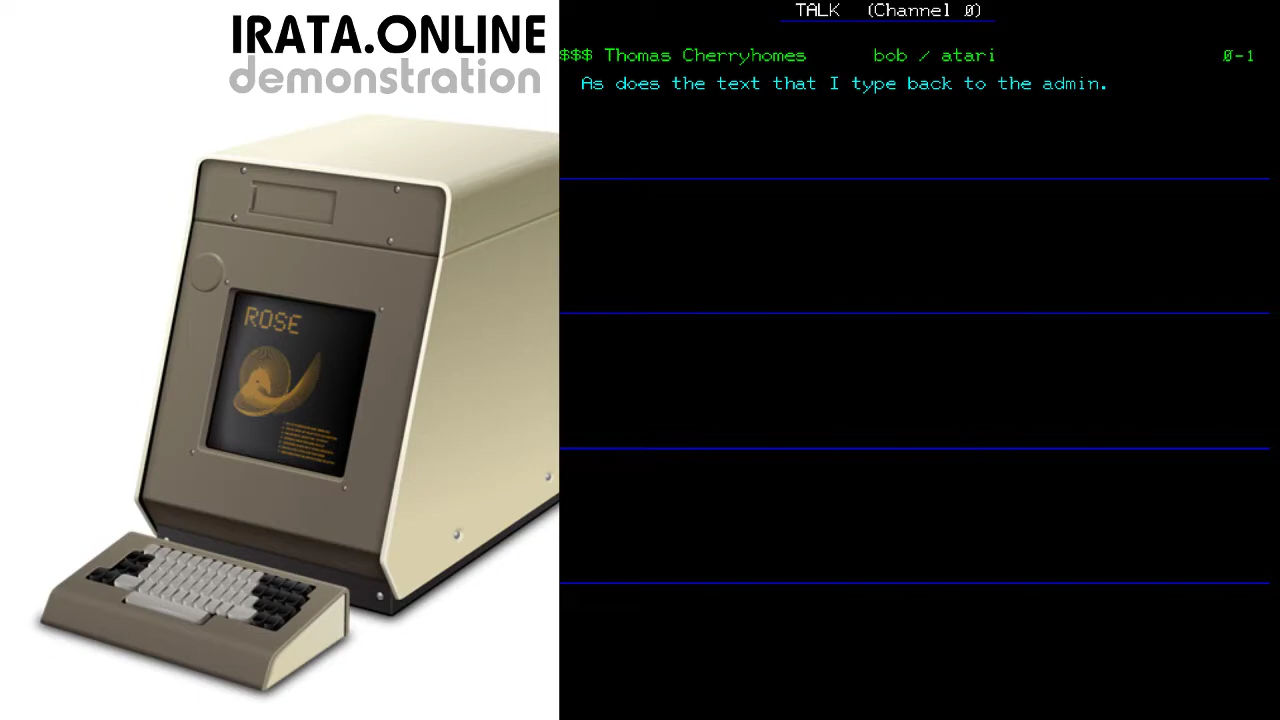 IRATA.ONLINE
demonstration
TALK (Channel 0)
$$$ Thomas Cherryhomes bob / atari 0-1
As does the text that I type back to the admin.
ROSE